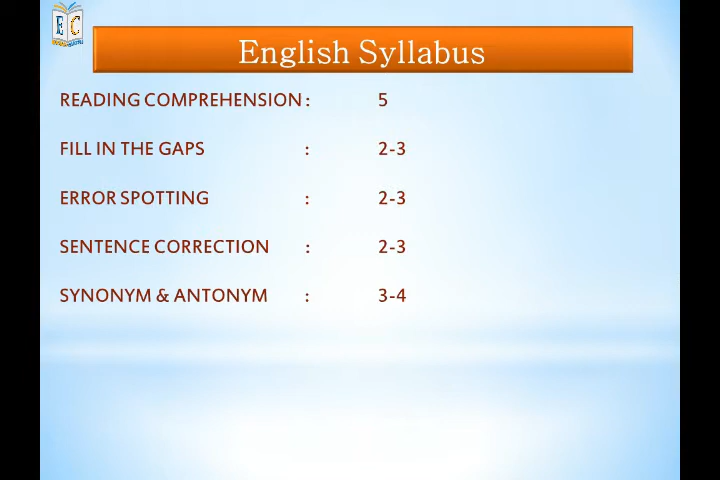 E C
English Syllabus
READING COMPREHENSION : 5
FILL IN THE GAPS : 2-3
ERROR SPOTTING : 2-3
SENTENCE CORRECTION : 2-3
SYNONYM & ANTONYM : 3-4